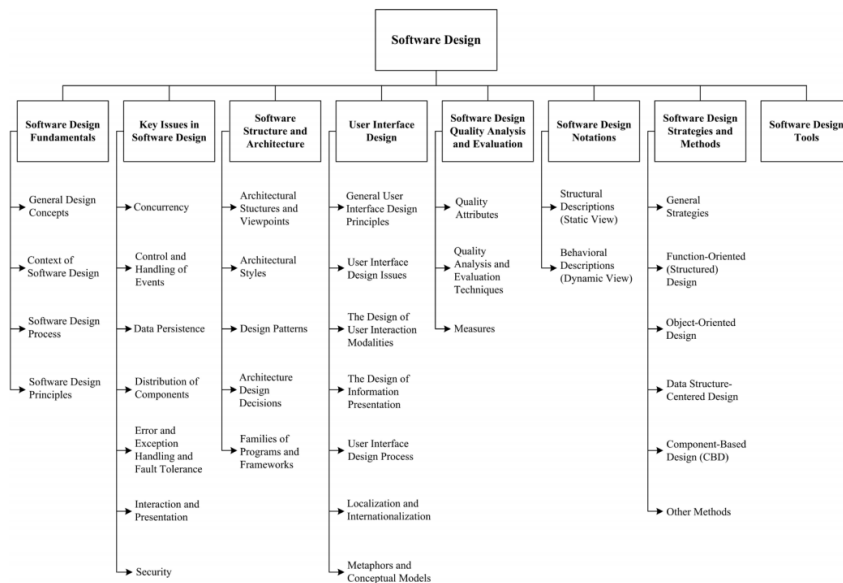 Software Design
Software Design
Fundamentals
General Design
Concepts
Context of
Software Design
Software Design
Process
Software Design
Principles
Key Issues in
Software Design
Concurrency
Control and
Handling of
Events
Data Persistence
Distribution of
Components
Error and
Exception
Handling and
Fault Tolerance
Interaction and
Presentation
Security
Software
Structure and
Architecture
Architectural
Stuctures and
Viewpoints
Architectural
Styles
Design Patterns
Architecture
Design
Decisions
Families of
Programs and
Frameworks
User Interface
Design
General User
Interface Design
Principles
User Interface
Design Issues
The Design of
User Interaction
Modalities
The Design of
Information
Presentation
User Interface
Design Process
Localization and
Internationalization
Metaphors and
Conceptual Models
Software Design
Quality Analysis
and Evaluation
Quality
Attributes
Quality
Analysis and
Evaluation
Techniques
Measures
Software Design
Notations
Structural
Descriptions
(Static View)
Behavioral
Descriptions
(Dynamic View)
Software Design
Strategies and
Methods
General
Strategies
Function-Oriented
(Structured)
Design
Object-Oriented
Design
Data Structure-
Centered Design
Component-Based
Design (CBD)
Other Methods
Software Design
Tools